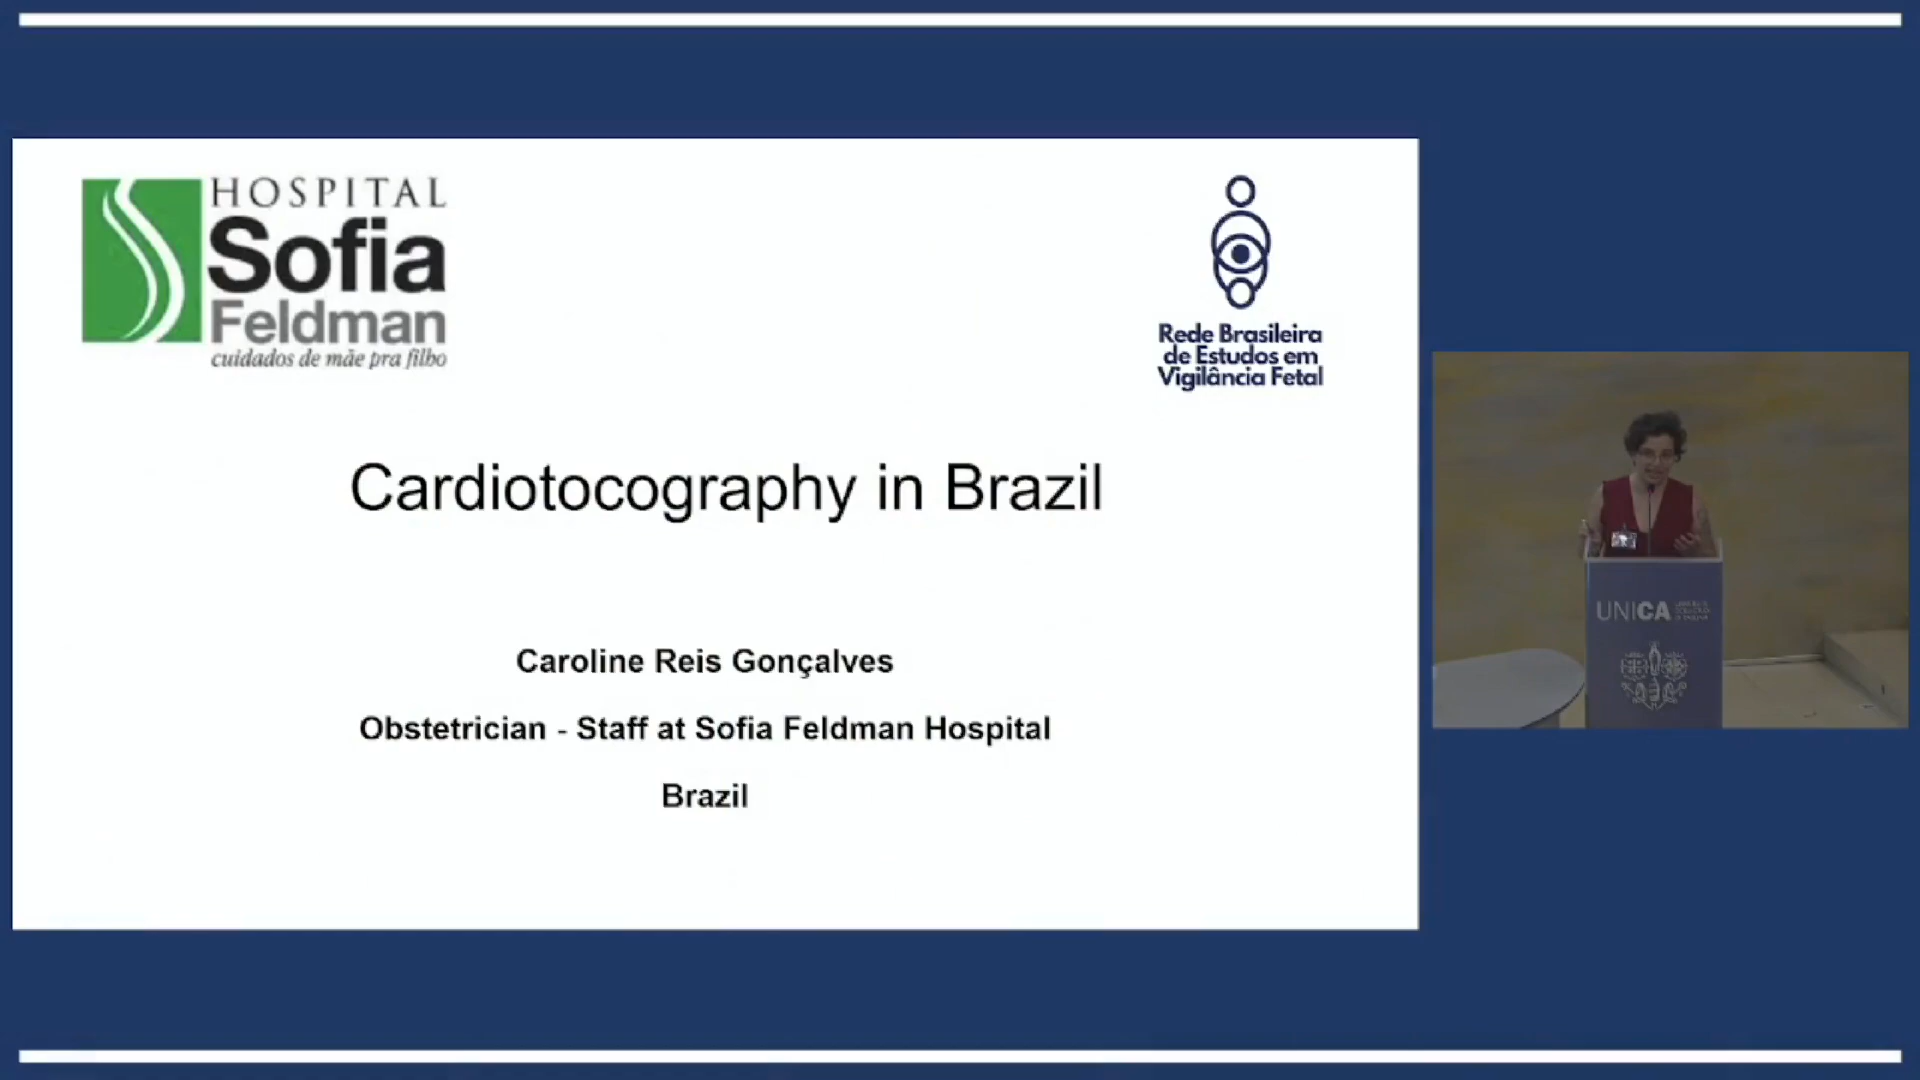 HOSPITAL
Sofia
Feldman
cuidados de mãe pra filho
Rede Brasileira
de Estudos em
Vigilância Fetal
Cardiotocography in Brazil
Caroline Reis Gonçalves
Obstetrician - Staff at Sofia Feldman Hospital
Brazil
UNICA